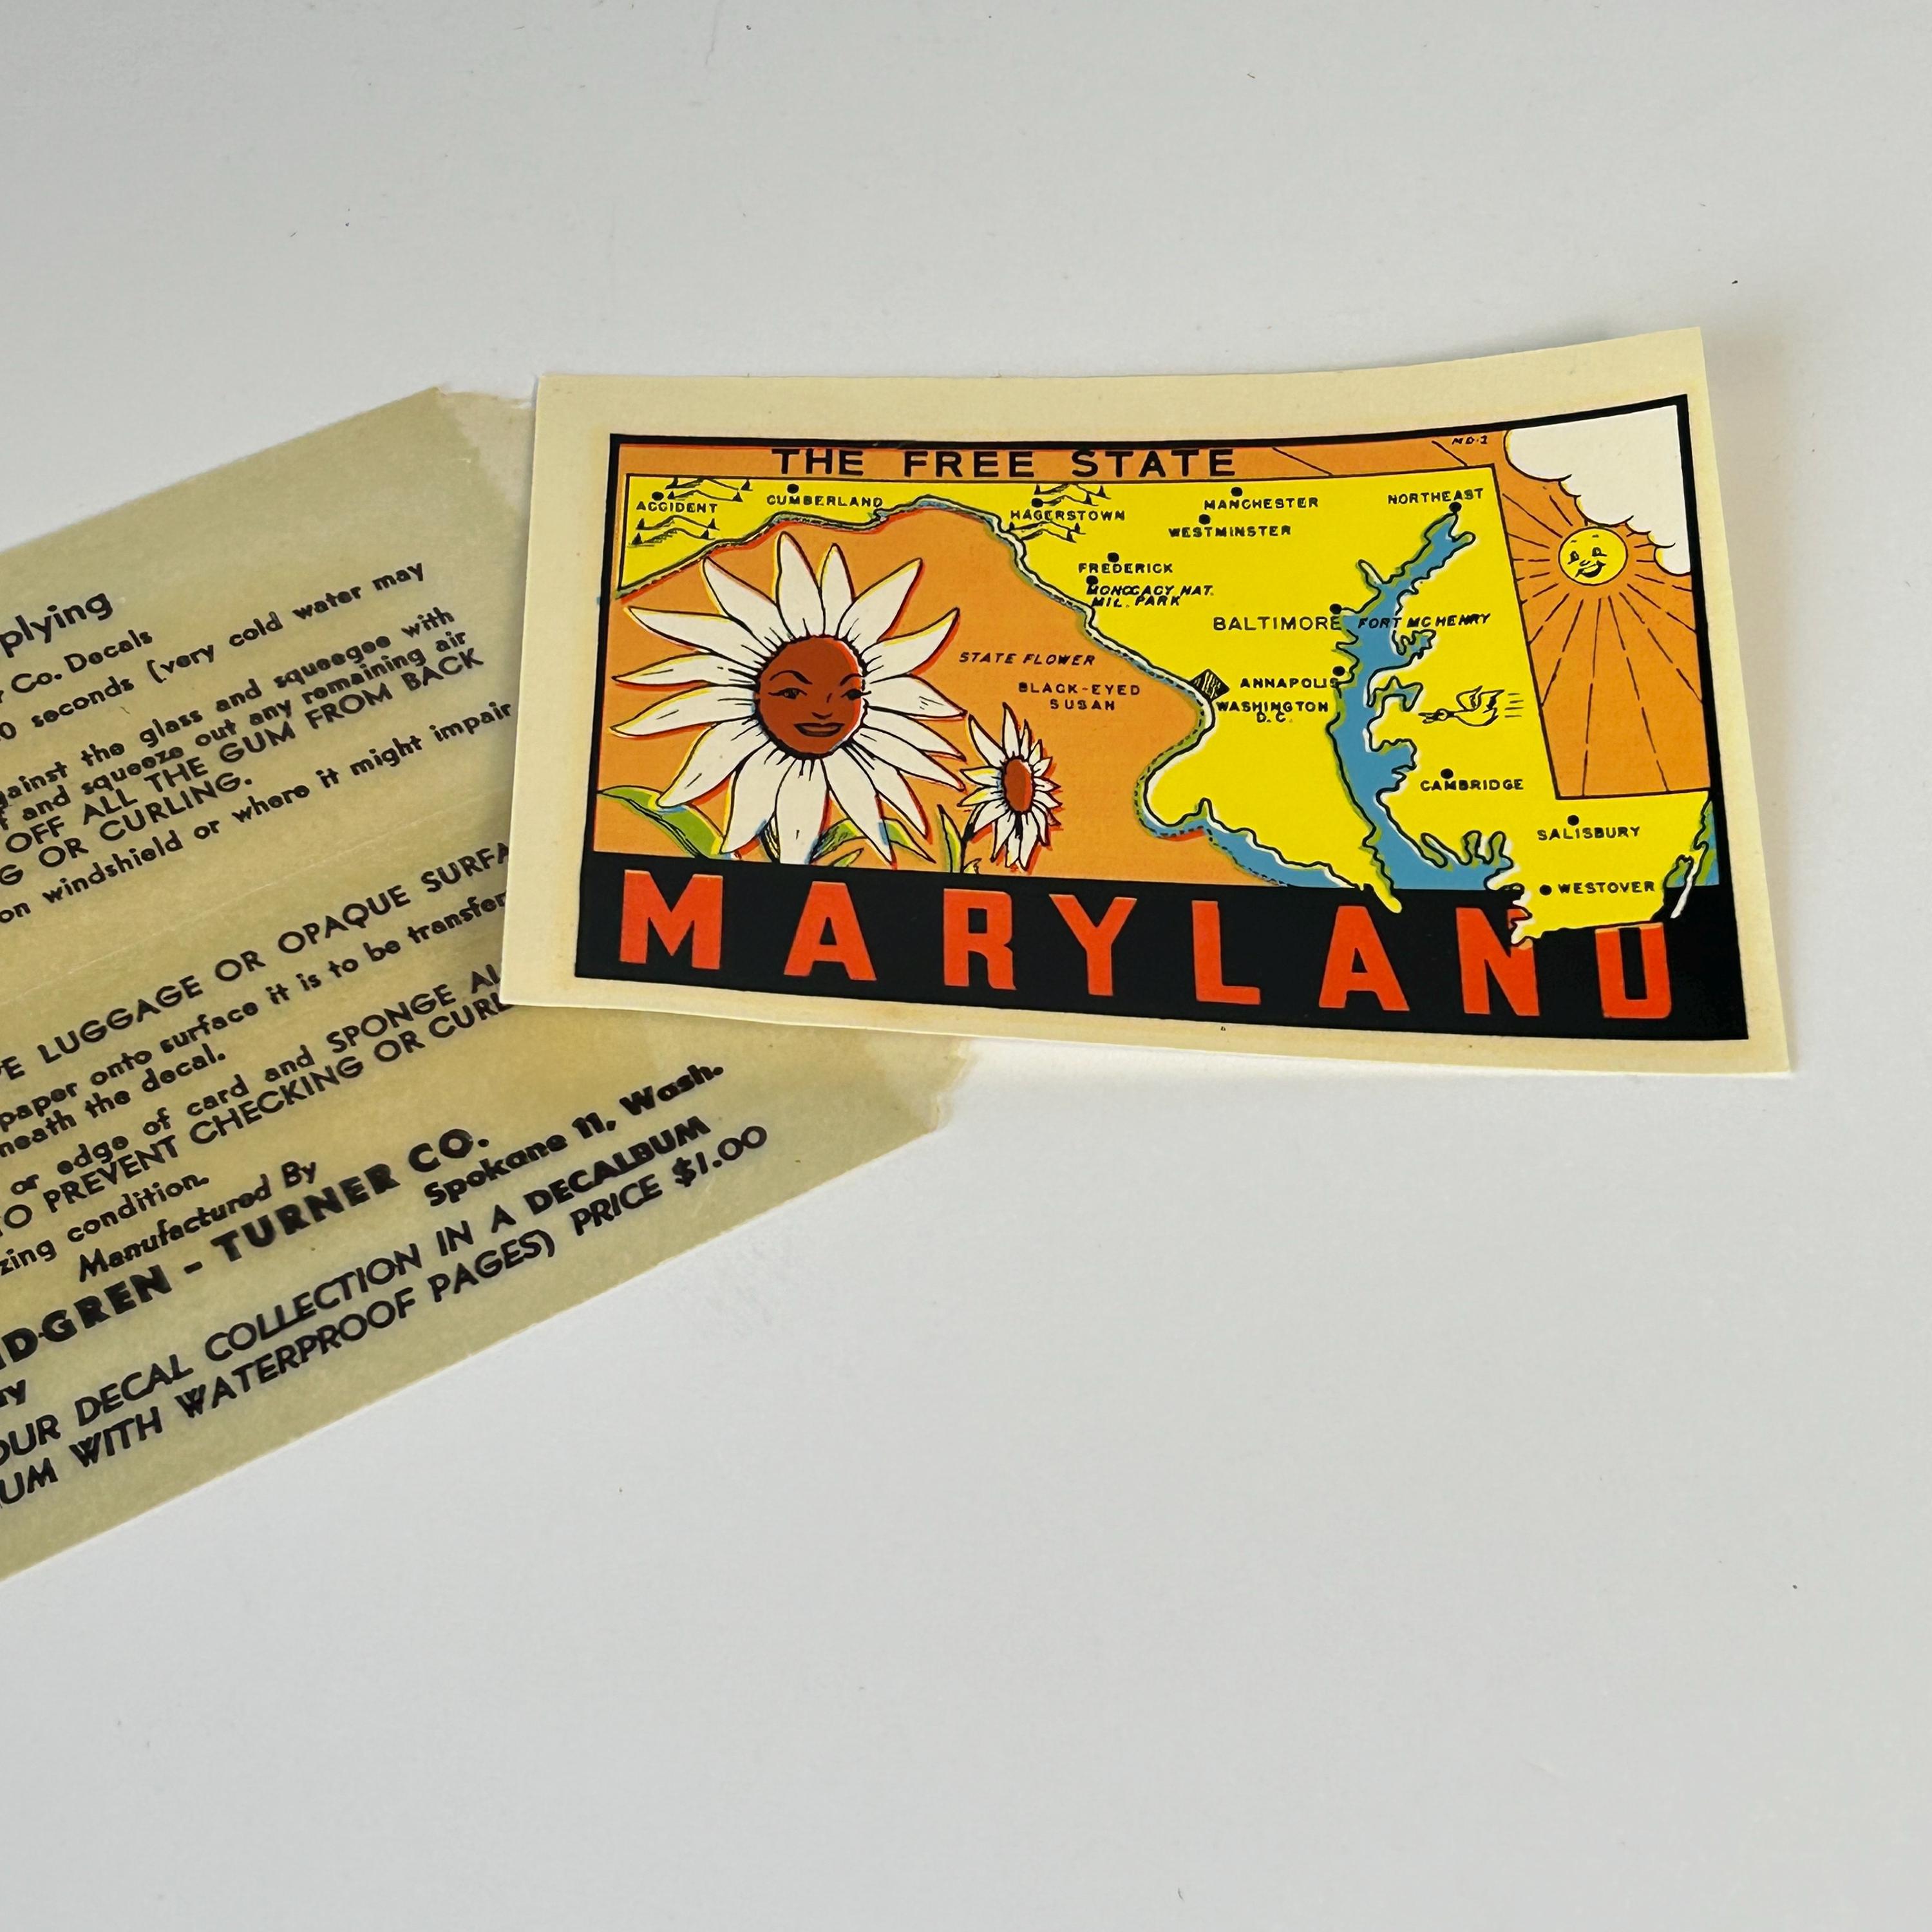 plying
Co. Decals
0 seconds (very cold water may
gainst the glass and squeegee with
f and squeeze out any remaining air
OFF ALL THE GUM FROM BACK
G OR CURLING.
on windshield or where it might impair
E LUGGAGE OR OPAQUE SURFA
paper onto surface it is to be transfer
neath the decal.
or edge of card and SPONGE AL
TO PREVENT CHECKING OR CURL
zing condition.
Manufactured By
DGREN - TURNER CO.
Spokane 11, Wash.
OUR DECAL COLLECTION IN A DECALBUM
UM WITH WATERPROOF PAGES) PRICE $1.00
THE FREE STATE
MD-1
ACCIDENT
CUMBERLAND
HAGERSTOWN
MANCHESTER
NORTHEAST
WESTMINSTER
FREDERICK
MONOCACY NAT.
MIL. PARK
BALTIMORE
FORT MCHENRY
STATE FLOWER
BLACK-EYED
SUSAN
ANNAPOLIS
WASHINGTON
D.C.
CAMBRIDGE
SALISBURY
WESTOVER
MARYLAND